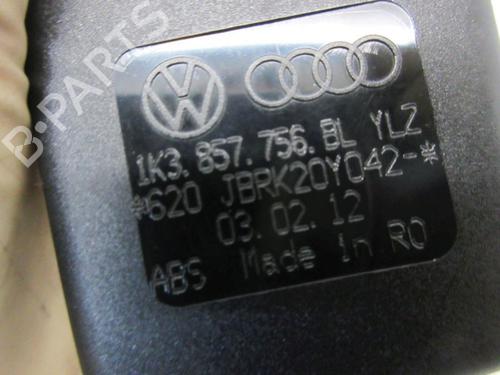 B-PARTS
1K3.857.756.BL YLZ
*620 JBRK20Y042-*
03.02.12
ABS Made In RO